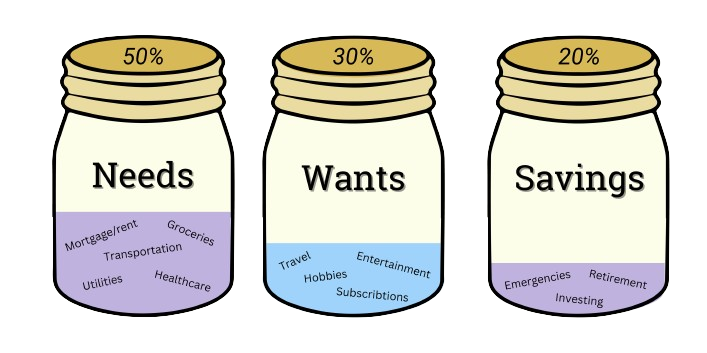 50%
30%
20%
Needs
Wants
Savings
Mortgage/rent
Groceries
Transportation
Utilities
Healthcare
Travel
Entertainment
Hobbies
Subscribtions
Emergencies
Retirement
Investing